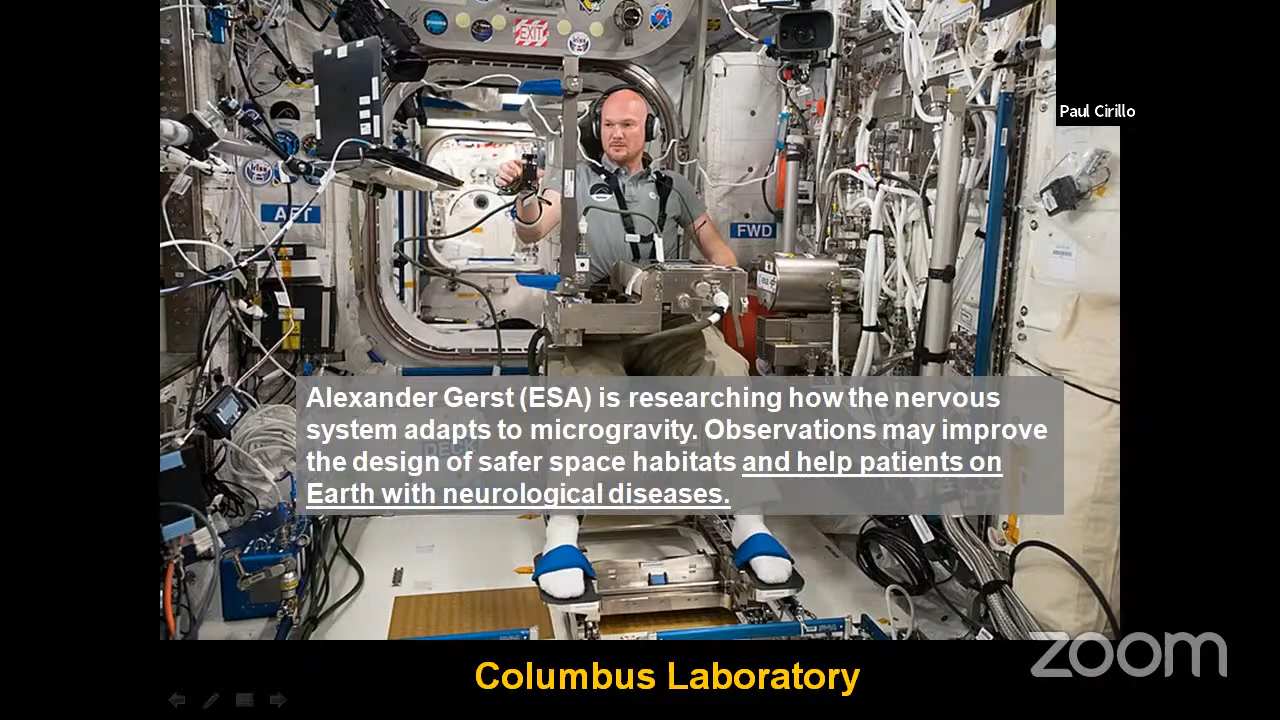 EXIT
Paul Cirillo
AFT
FWD
Alexander Gerst (ESA) is researching how the nervous
system adapts to microgravity. Observations may improve
the design of safer space habitats and help patients on
Earth with neurological diseases.
DECK
Columbus Laboratory
zoom